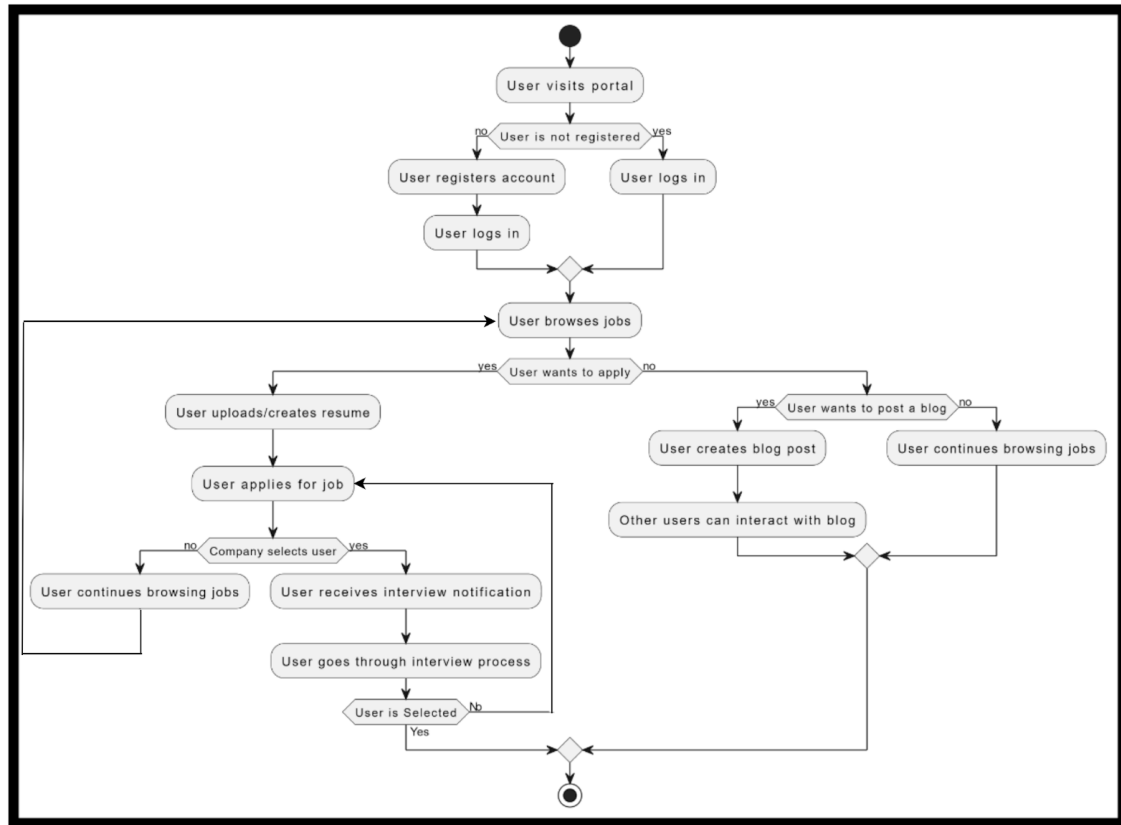 User visits portal
no
User is not registered
yes
User registers account
User logs in
User logs in
User browses jobs
yes
User wants to apply
no
User uploads/creates resume
yes
User wants to post a blog
no
User creates blog post
User continues browsing jobs
User applies for job
Other users can interact with blog
no
Company selects user
yes
User continues browsing jobs
User receives interview notification
User goes through interview process
User is Selected
No
Yes